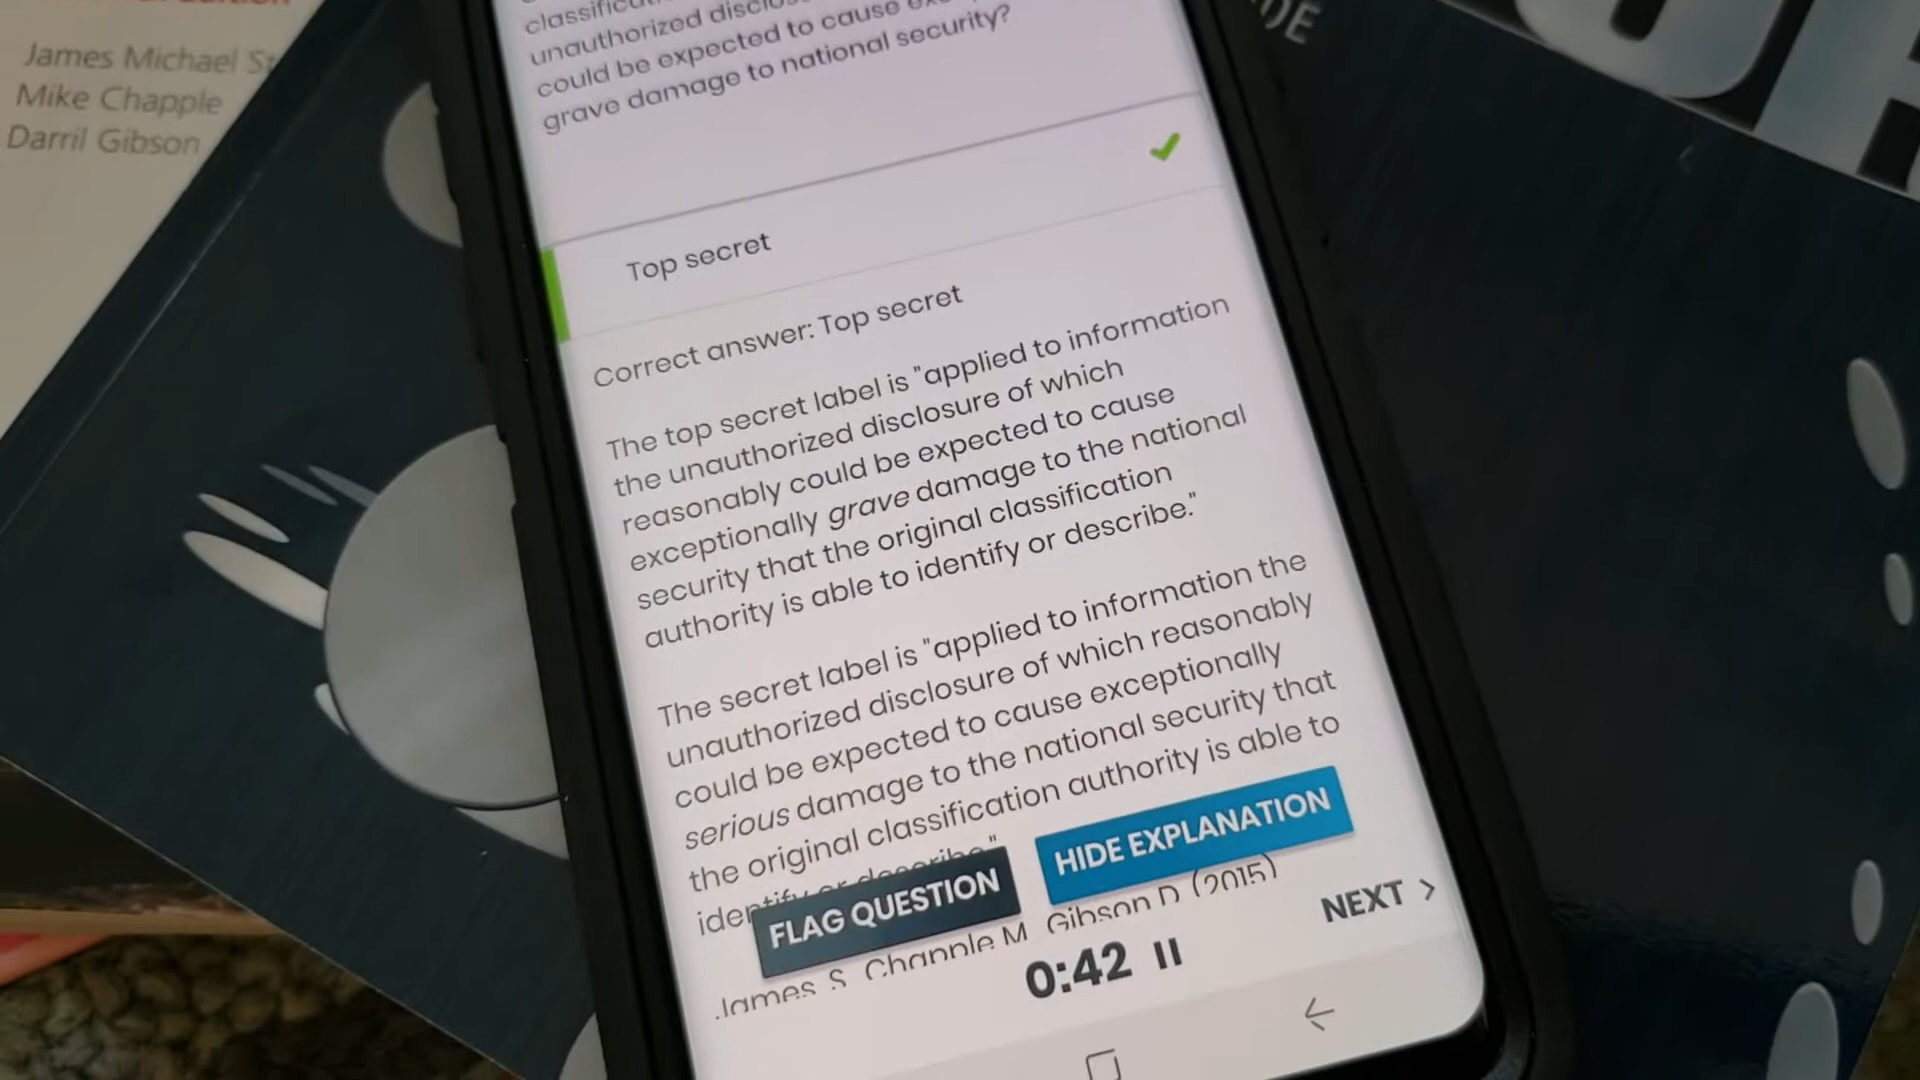 James Michael
Mike Chapple
Darril Gibson
unauthorized
could be expected to cause
grave damage to national security?
Top secret
Correct answer: Top secret
The top secret label is "applied to information
the unauthorized disclosure of which
reasonably could be expected to cause
exceptionally grave damage to the national
security that the original classification
authority is able to identify or describe."
The secret label is "applied to information the
unauthorized disclosure of which reasonably
could be expected to cause exceptionally
serious damage to the national security that
the original classification authority is able to
identify or describe."
FLAG QUESTION
HIDE EXPLANATION
James S, Chapple M, Gibson D (2015)
NEXT >
0:42